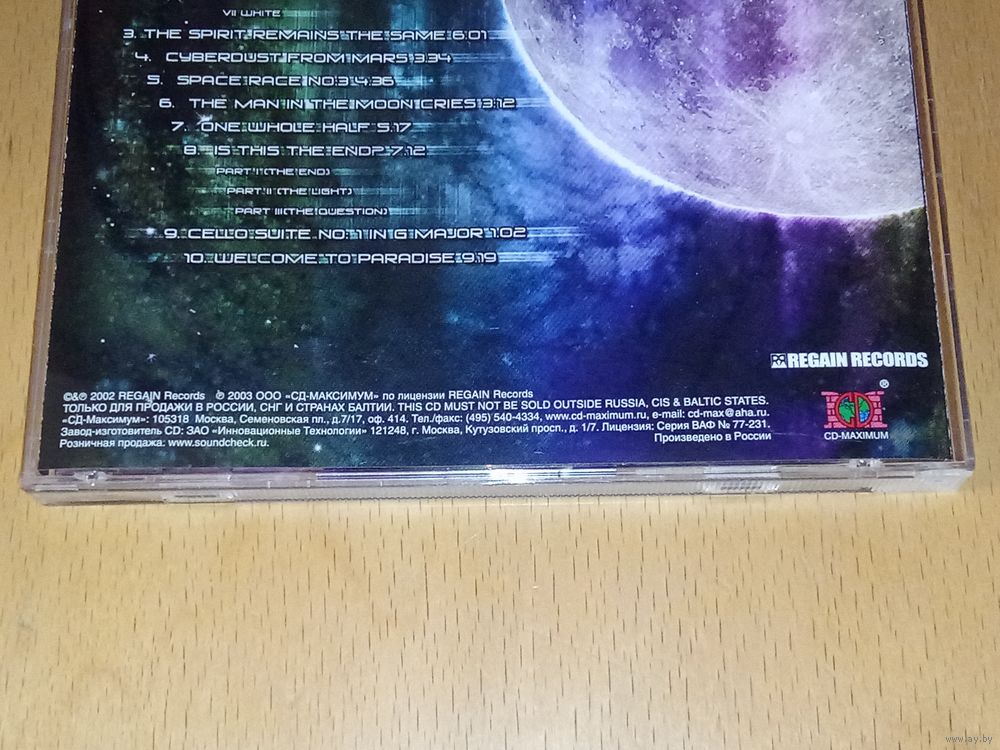 VII WHITE
3. THE SPIRIT REMAINS THE SAME 6.01
4. CYBERDUST FROM MARS 3.34
5. SPACE RACE NO.3 4.36
6. THE MAN IN THE MOON CRIES 3.12
7. ONE WHOLE HALF 5.17
8. IS THIS THE END? 7.12
PART I (THE END)
PART II (THE LIGHT)
PART III (THE QUESTION)
9. CELLO SUITE NO. 1 IN G MAJOR 1.02
10. WELCOME TO PARADISE 9.19
RR REGAIN RECORDS
©&℗ 2002 REGAIN Records ℗ 2003 ООО «СД-МАКСИМУМ» по лицензии REGAIN Records
ТОЛЬКО ДЛЯ ПРОДАЖИ В РОССИИ, СНГ И СТРАНАХ БАЛТИИ. THIS CD MUST NOT BE SOLD OUTSIDE RUSSIA, CIS & BALTIC STATES.
«СД-Максимум»: 105318 Москва, Семеновская пл., д.7/17, оф. 414. Тел./факс: (495) 540-4334, www.cd-maximum.ru, e-mail: cd-max@aha.ru.
Завод-изготовитель CD: ЗАО «Инновационные Технологии» 121248, г. Москва, Кутузовский просп., д. 1/7. Лицензия: Серия ВАФ № 77-231.
Розничная продажа: www.soundcheck.ru.
Произведено в России
®
CD-MAXIMUM
www.ay.by